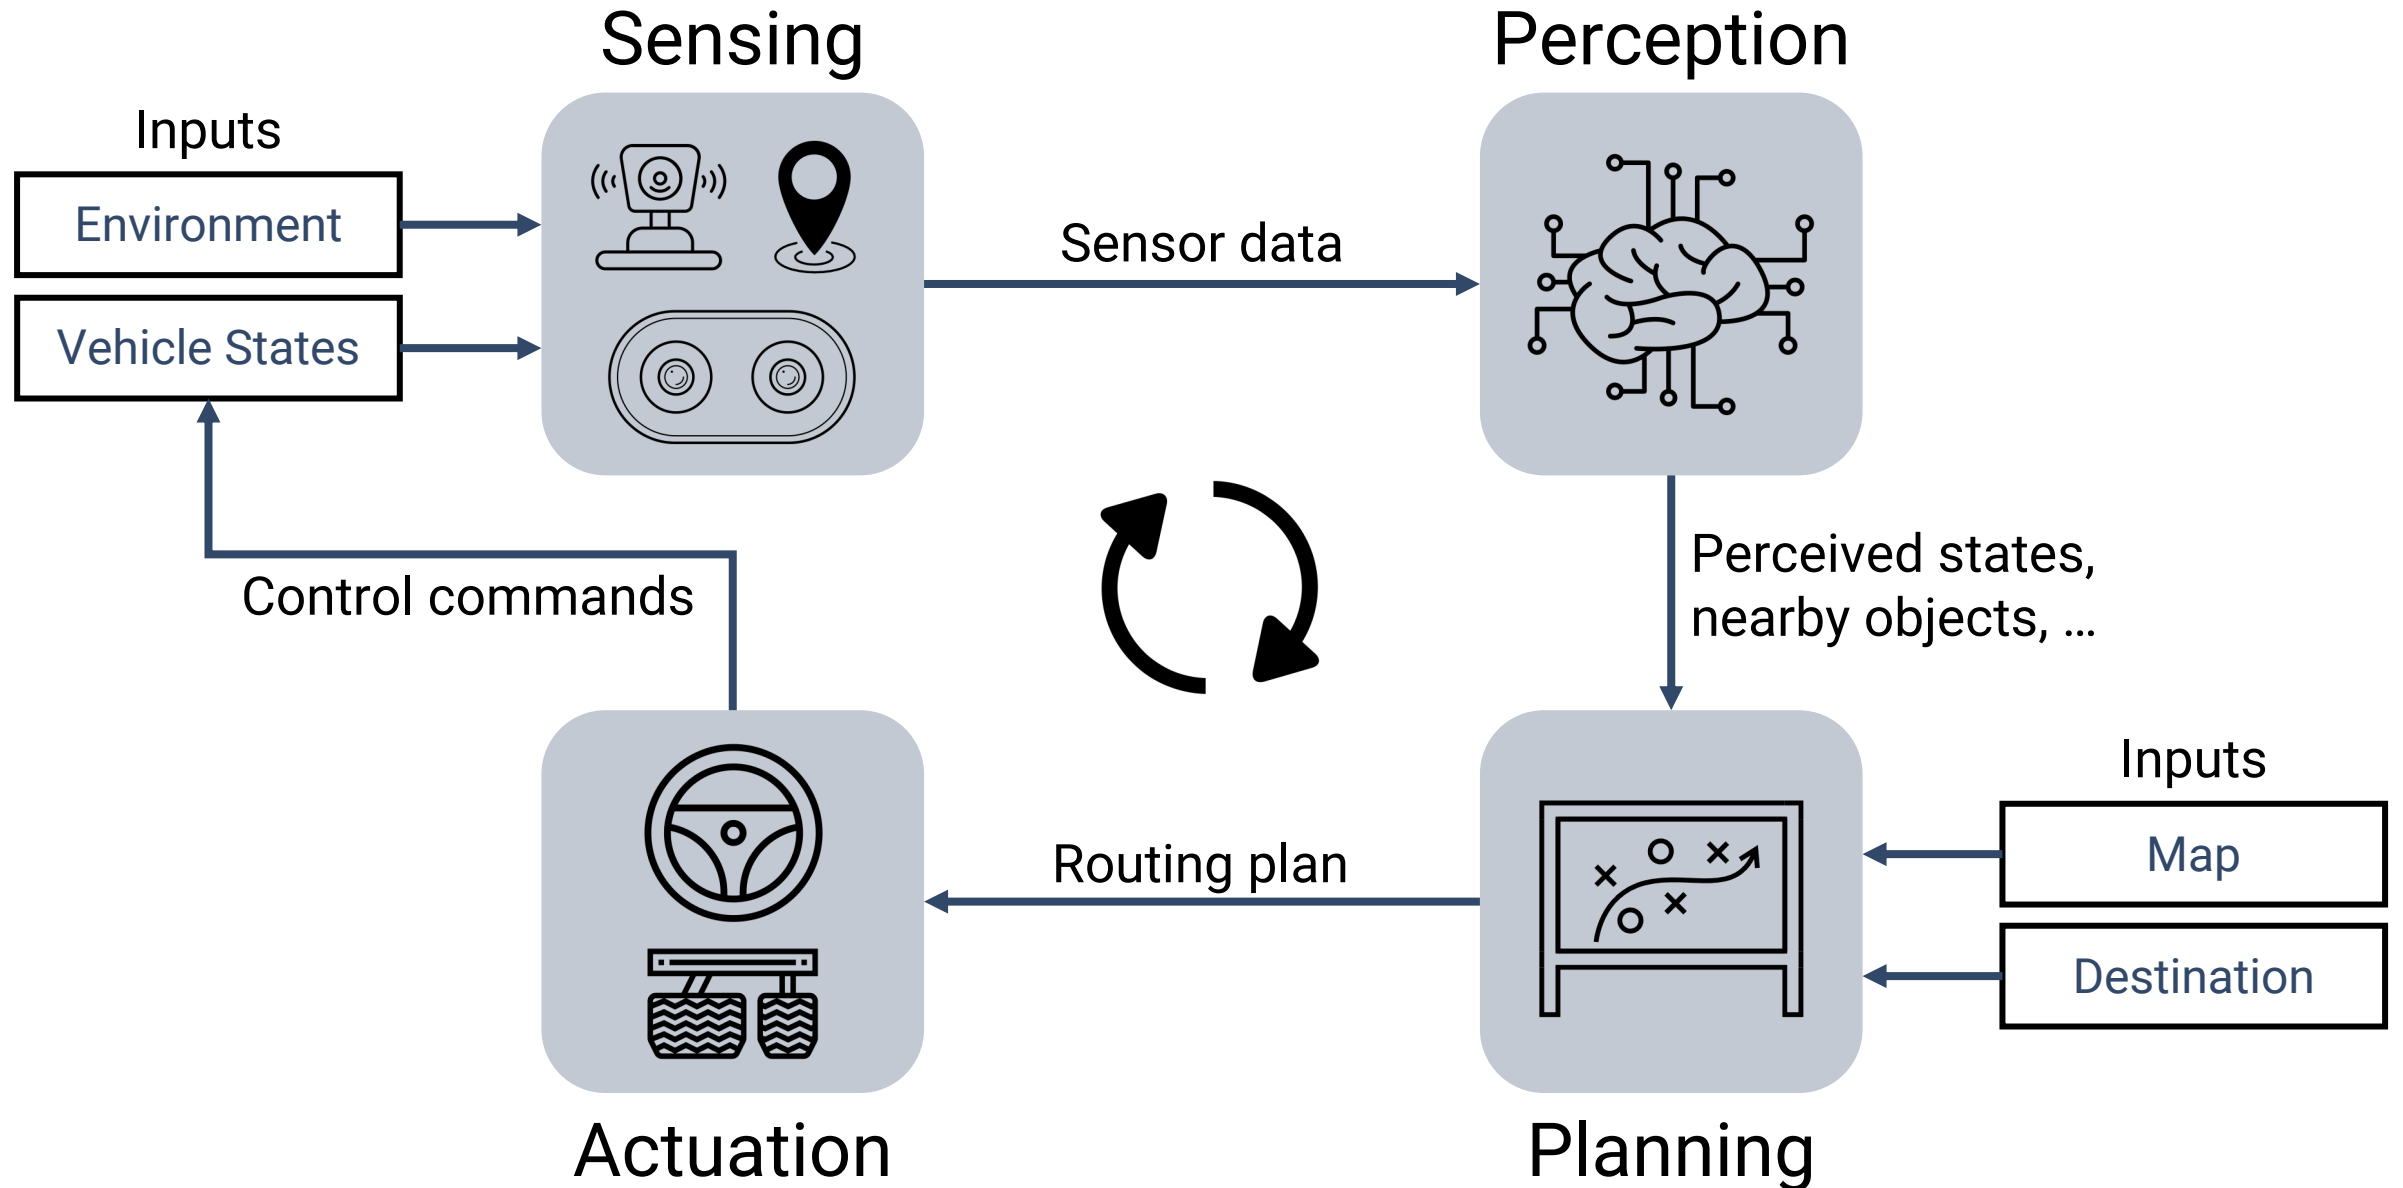 Sensing
Perception
Inputs
Environment
Vehicle States
Sensor data
Perceived states,
nearby objects, ...
Control commands
Inputs
Map
Destination
Routing plan
Actuation
Planning